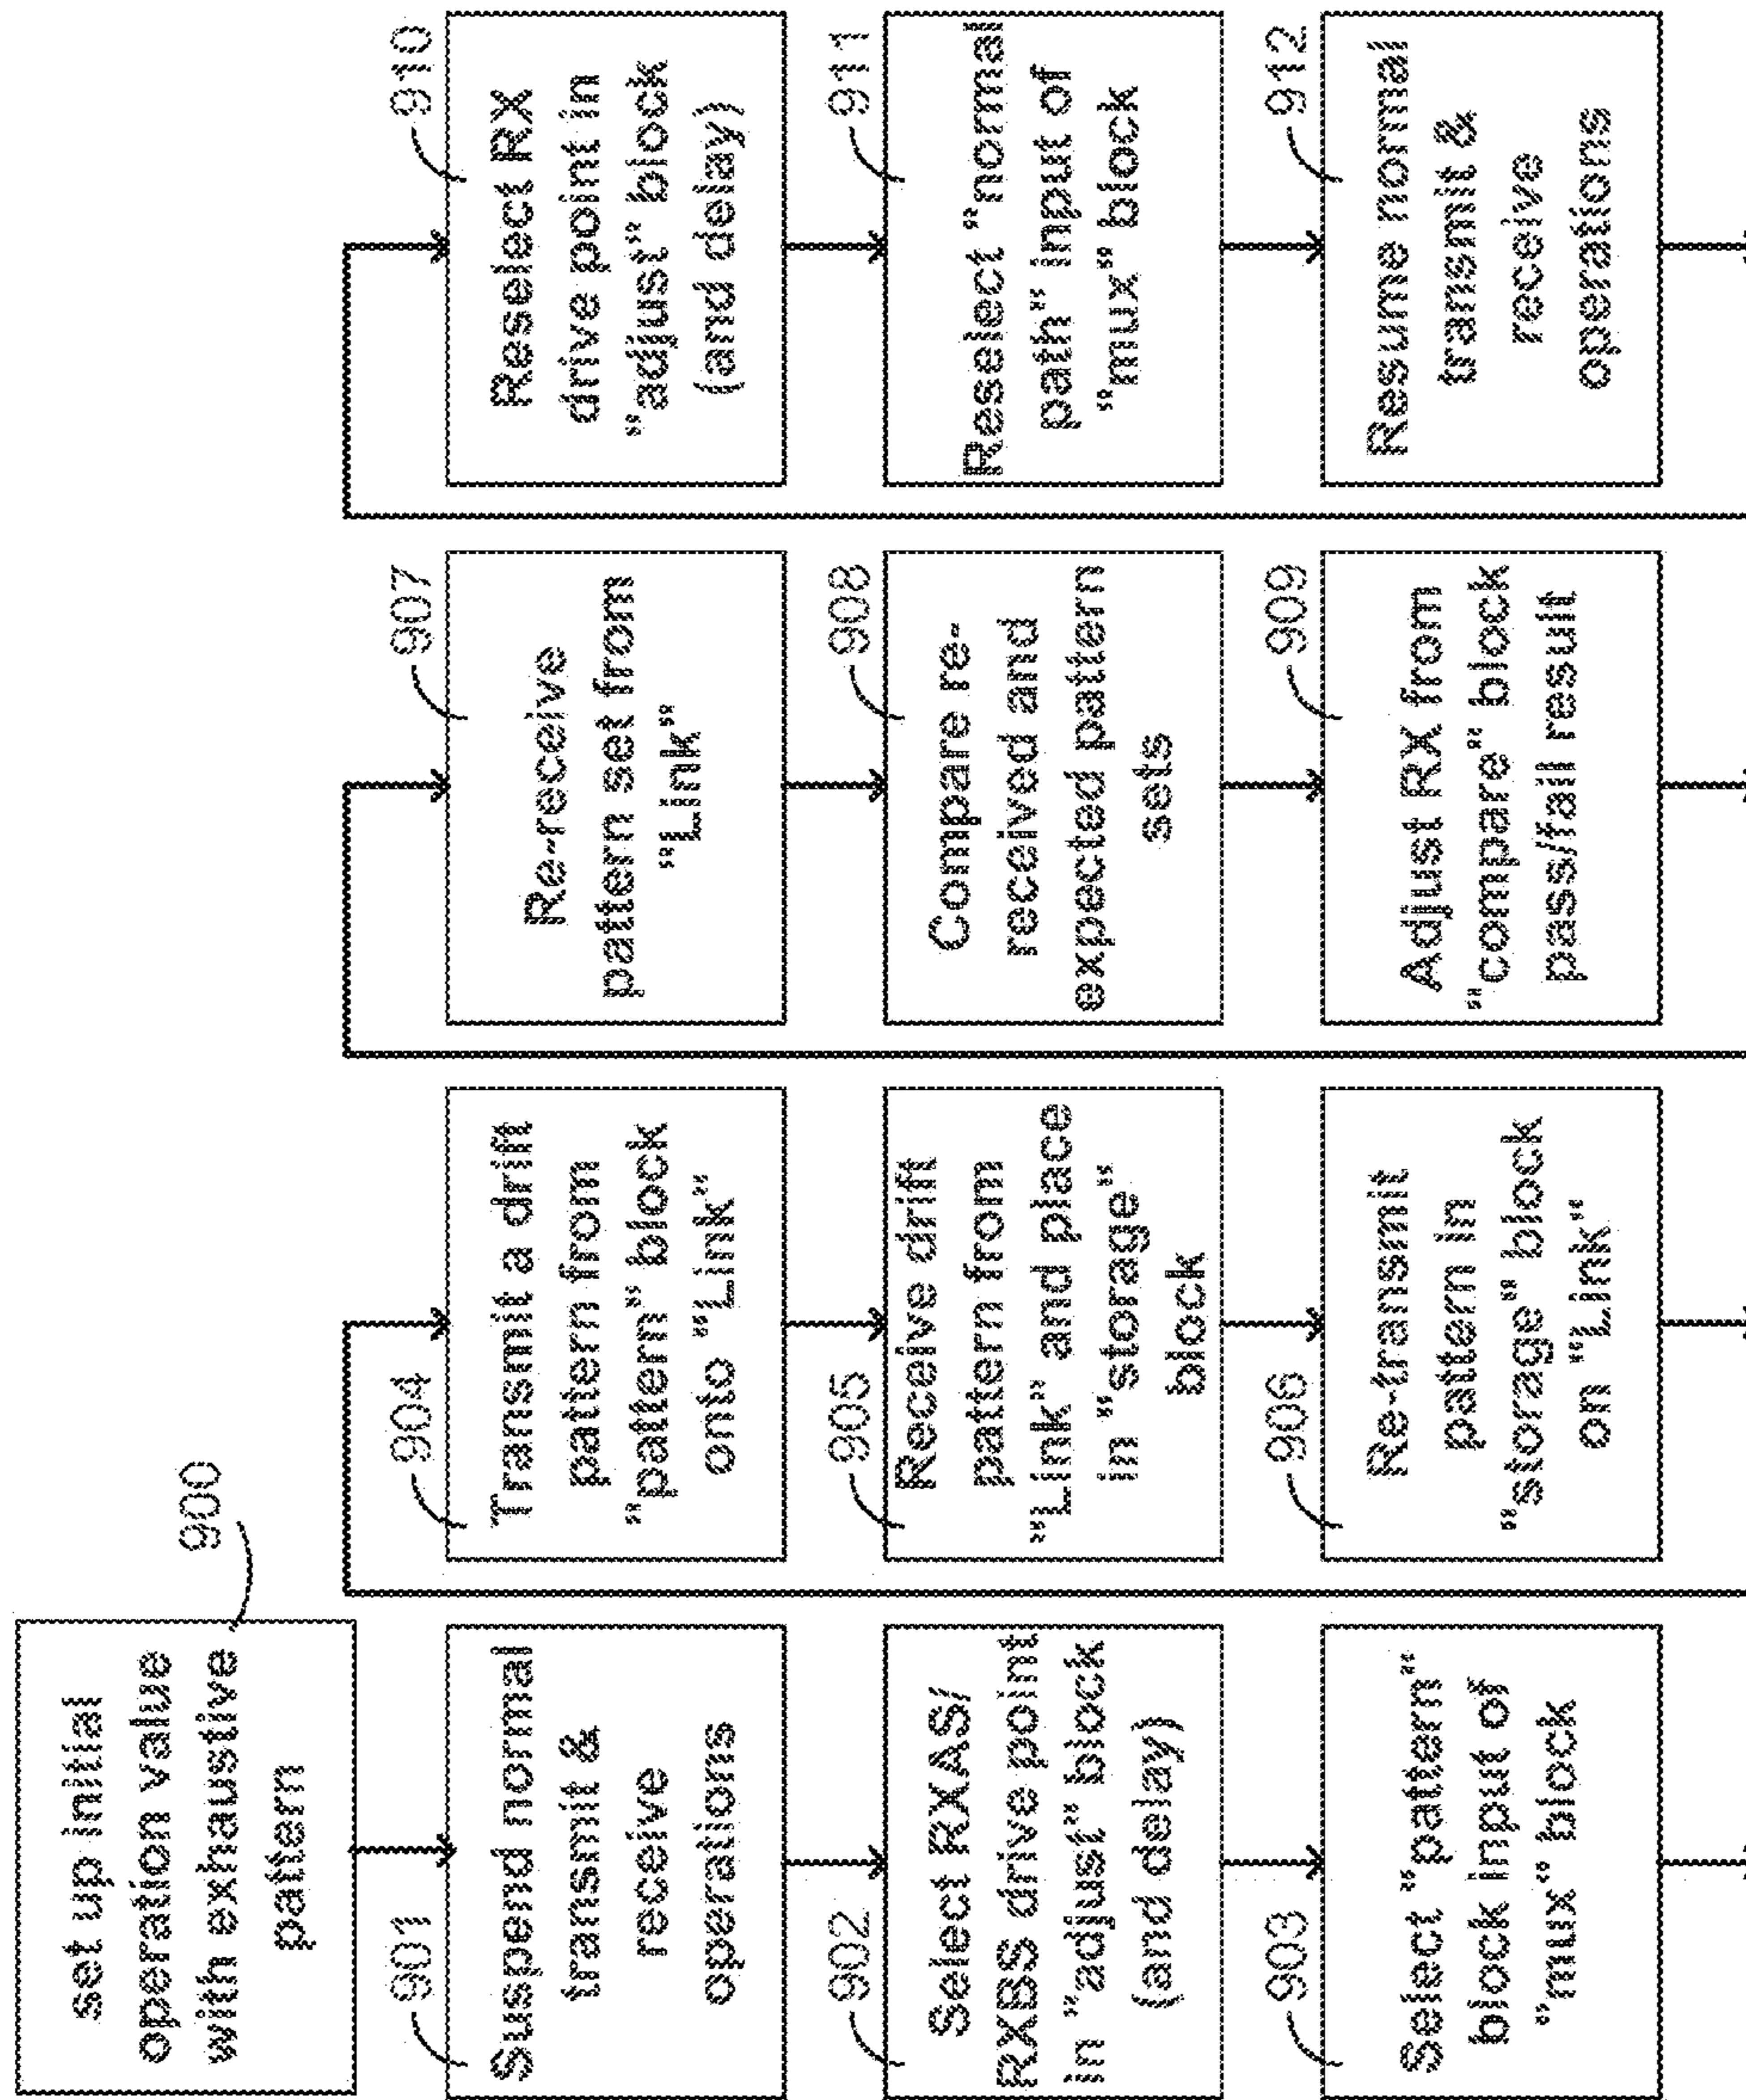 set up initial
operation value
with exhaustive
pattern
900
901
Suspend normal
transmit &
receive
operations
902
Select RXAS/
RXBS drive point
in "adjust" block
(and delay)
903
Select "pattern"
block input of
"mux" block
904
Transmit a drift
pattern from
"pattern" block
onto "Link"
905
Receive drift
pattern from
"Link" and place
in "storage"
block
906
Re-transmit
pattern in
"storage" block
on "Link"
907
Re-receive
pattern set from
"Link"
908
Compare re-
received and
expected pattern
sets
909
Adjust RX from
"compare" block
pass/fail result
910
Reselect RX
drive point in
"adjust" block
(and delay)
911
Reselect "normal
path" input of
"mux" block
912
Resume normal
transmit &
receive
operations